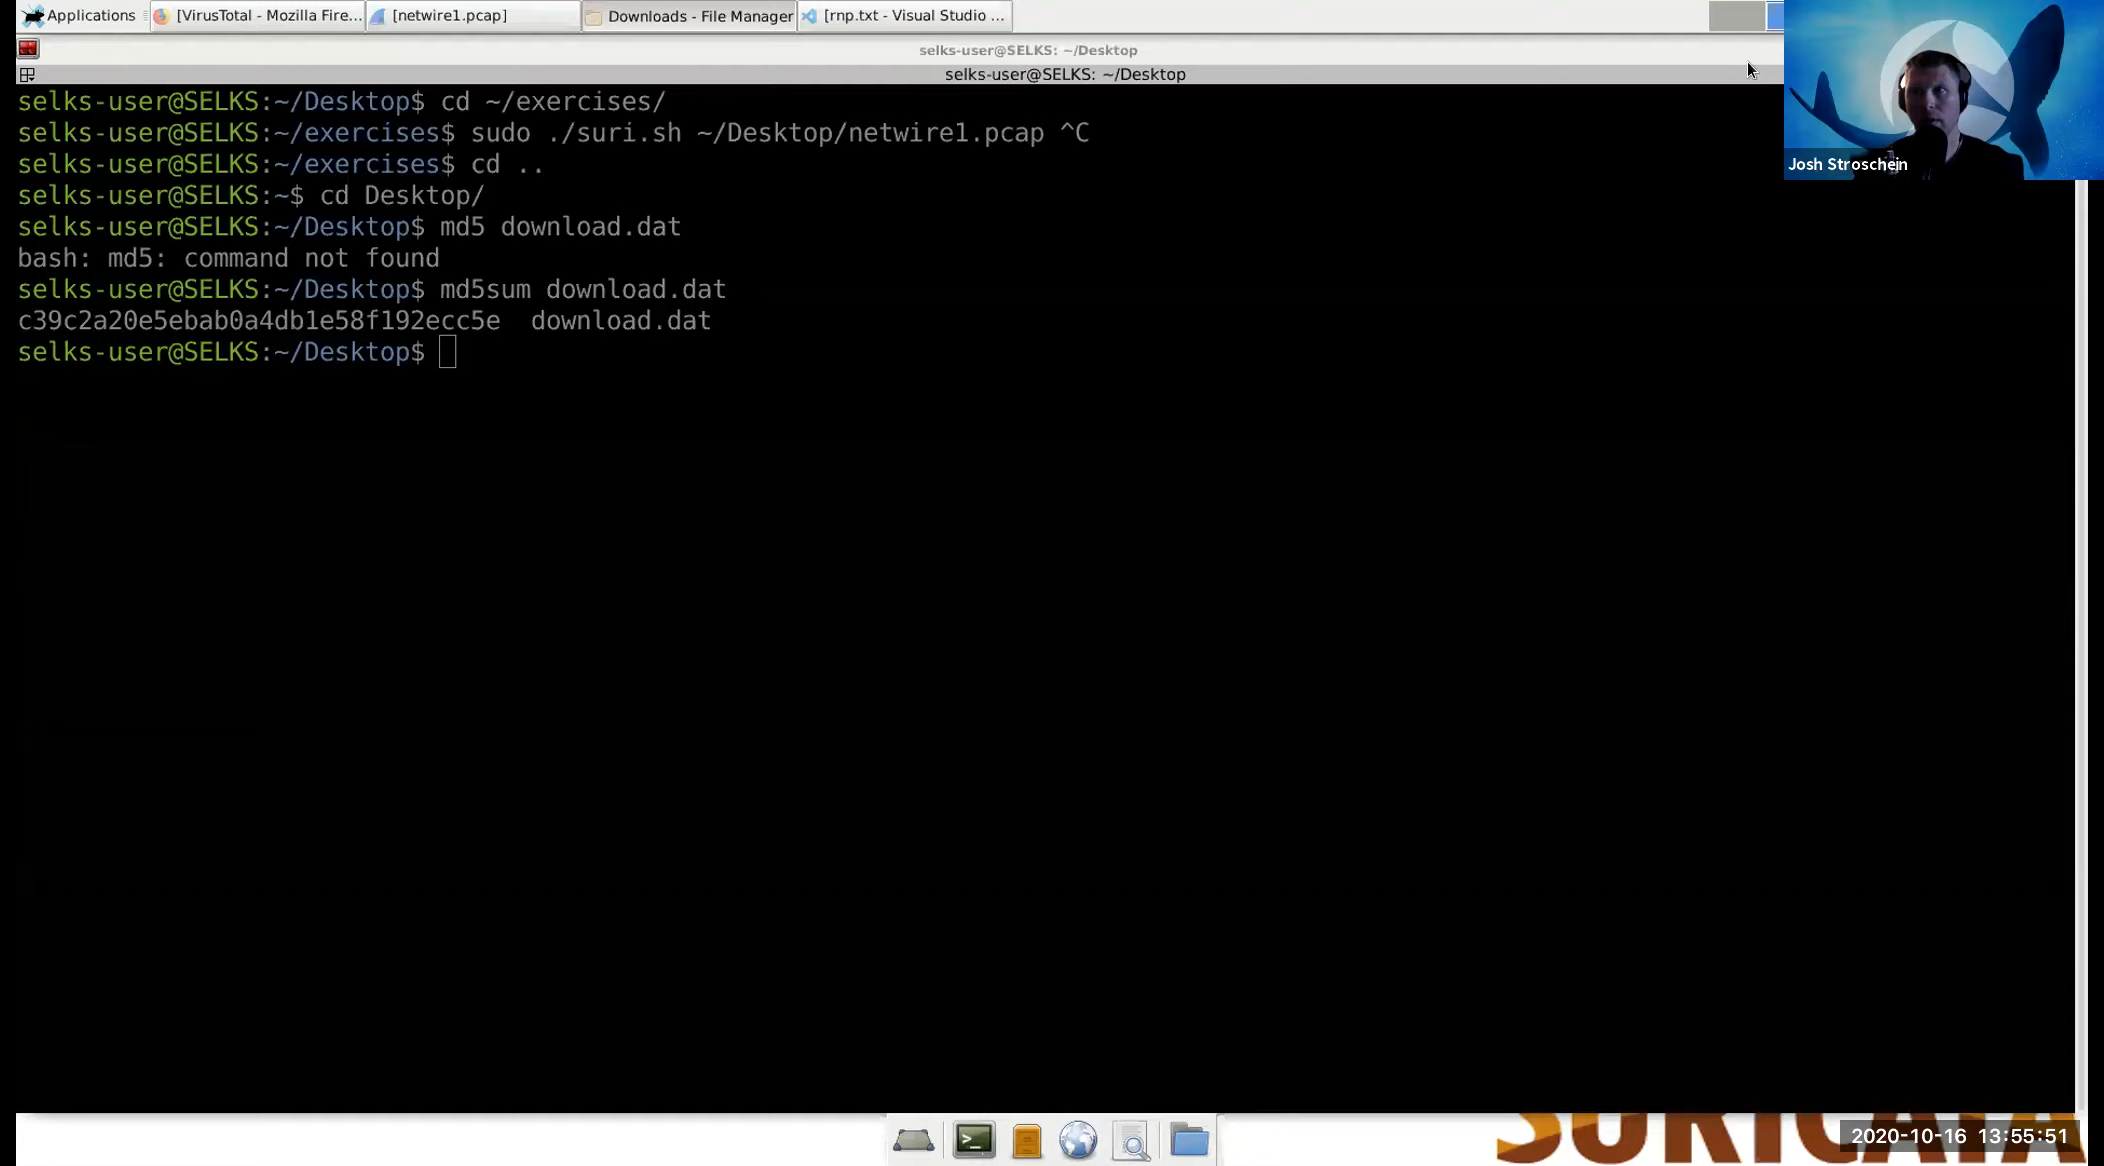 Applications
[VirusTotal - Mozilla Fire...
[netwire1.pcap]
Downloads - File Manager
[rnp.txt - Visual Studio ...
selks-user@SELKS: ~/Desktop
selks-user@SELKS: ~/Desktop
selks-user@SELKS:~/Desktop$ cd ~/exercises/
selks-user@SELKS:~/exercises$ sudo ./suri.sh ~/Desktop/netwire1.pcap ^C
selks-user@SELKS:~/exercises$ cd ..
selks-user@SELKS:~$ cd Desktop/
selks-user@SELKS:~/Desktop$ md5 download.dat
bash: md5: command not found
selks-user@SELKS:~/Desktop$ md5sum download.dat
c39c2a20e5ebab0a4db1e58f192ecc5e  download.dat
selks-user@SELKS:~/Desktop$
Josh Stroschein
SURICATA
2020-10-16 13:55:51